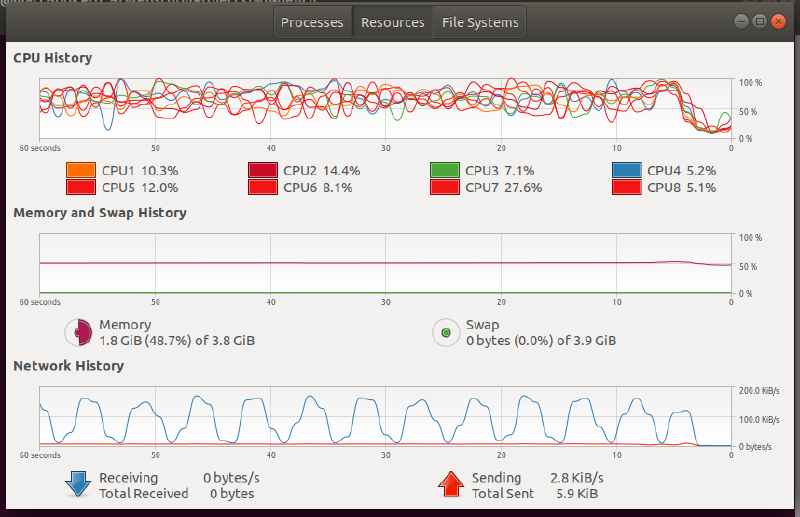 Processes Resources File Systems
CPU History
100 %
50 %
0 %
60 seconds 50 40 30 20 10 0
CPU1 10.3% CPU2 14.4% CPU3 7.1% CPU4 5.2%
CPU5 12.0% CPU6 8.1% CPU7 27.6% CPU8 5.1%
Memory and Swap History
100 %
50 %
0 %
60 seconds 50 40 30 20 10 0
Memory Swap
1.8 GiB (48.7%) of 3.8 GiB 0 bytes (0.0%) of 3.9 GiB
Network History
200.0 KiB/s
100.0 KiB/s
0 bytes/s
60 seconds 50 40 30 20 10 0
Receiving 0 bytes/s Sending 2.8 KiB/s
Total Received 0 bytes Total Sent 5.9 KiB